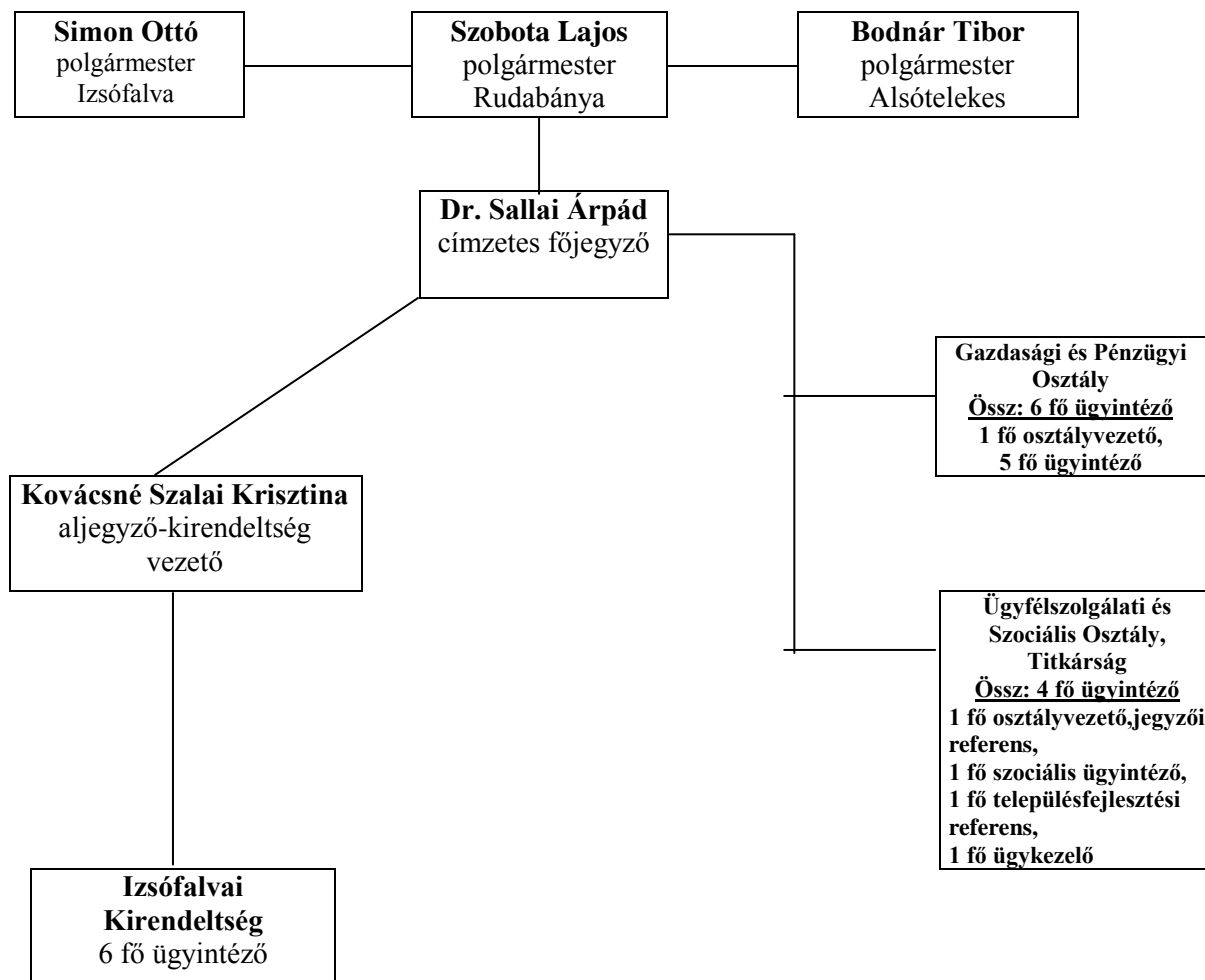 Simon Ottó
polgármester
Izsófalva
Szobota Lajos
polgármester
Rudabánya
Bodnár Tibor
polgármester
Alsótelekes
Dr. Sallai Árpád
címzetes főjegyző
Gazdasági és Pénzügyi
Osztály
Össz: 6 fő ügyintéző
1 fő osztályvezető,
5 fő ügyintéző
Kovácsné Szalai Krisztina
aljegyző-kirendeltség
vezető
Ügyfélszolgálati és
Szociális Osztály,
Titkárság
Össz: 4 fő ügyintéző
1 fő osztályvezető,jegyzői
referens,
1 fő szociális ügyintéző,
1 fő településfejlesztési
referens,
1 fő ügykezelő
Izsófalvai
Kirendeltség
6 fő ügyintéző